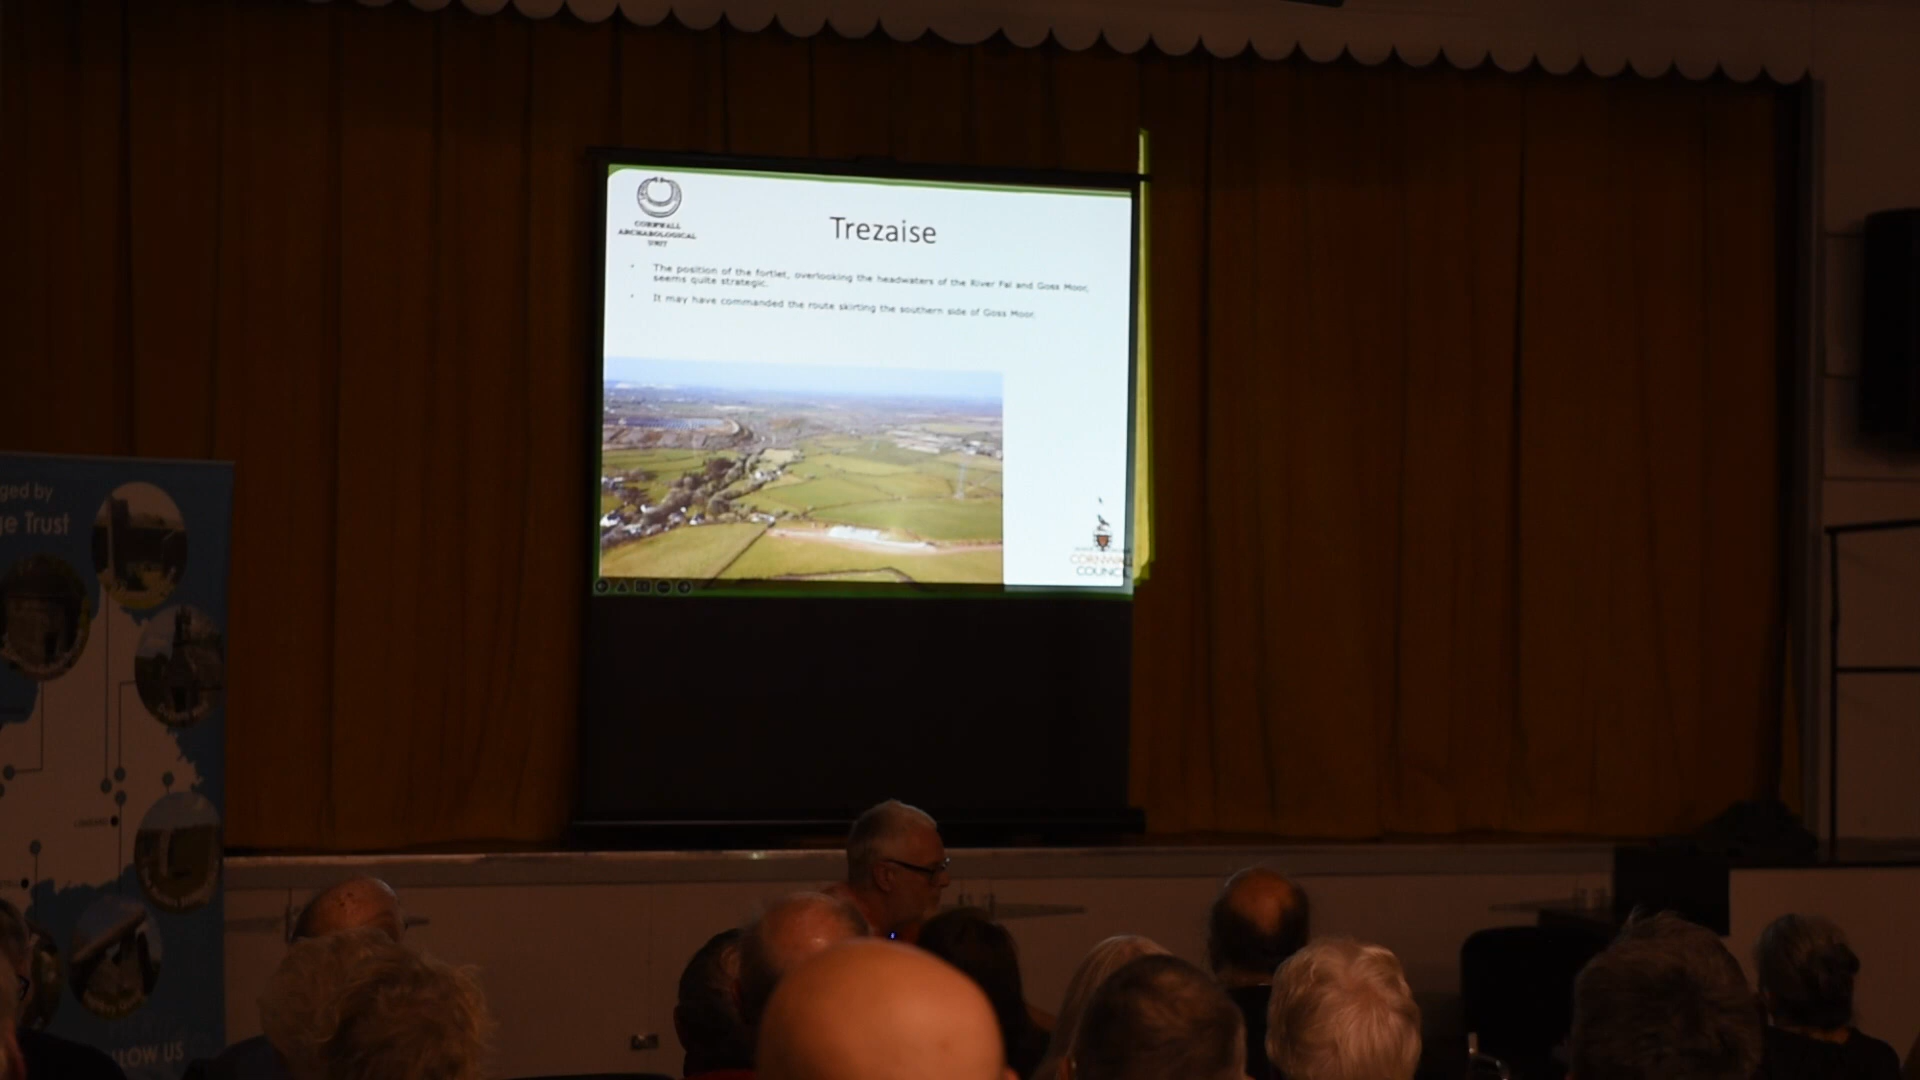 CORNWALL
ARCHAEOLOGICAL
UNIT
Trezaise
• The position of the fortlet, overlooking the headwaters of the River Fal and Goss Moor,
seems quite strategic.
• It may have commanded the route skirting the southern side of Goss Moor.
CORNWALL
COUNCIL
ged by
ge Trust
LLOW US